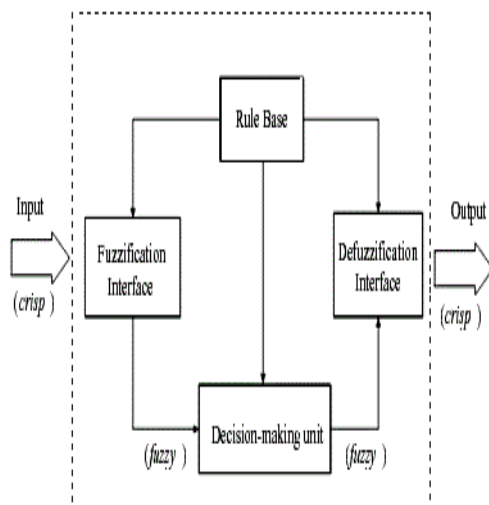 Rule Base
Input
Output
Fuzzification
Interface
Defuzzification
Interface
(crisp )
(crisp )
Decision-making unit
(fuzzy )
(fuzzy )